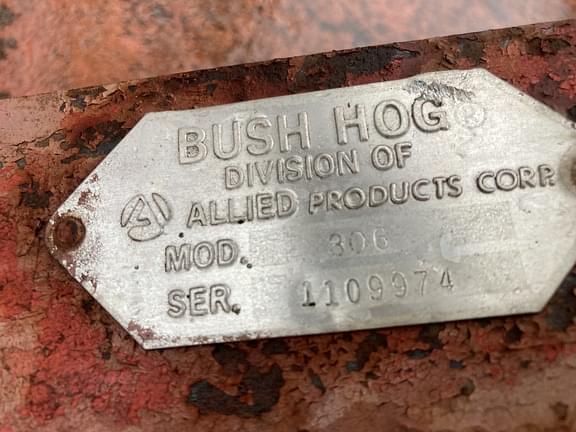 BUSH HOG®
DIVISION OF
ALLIED PRODUCTS CORP.
MOD. 306
SER. 1109974